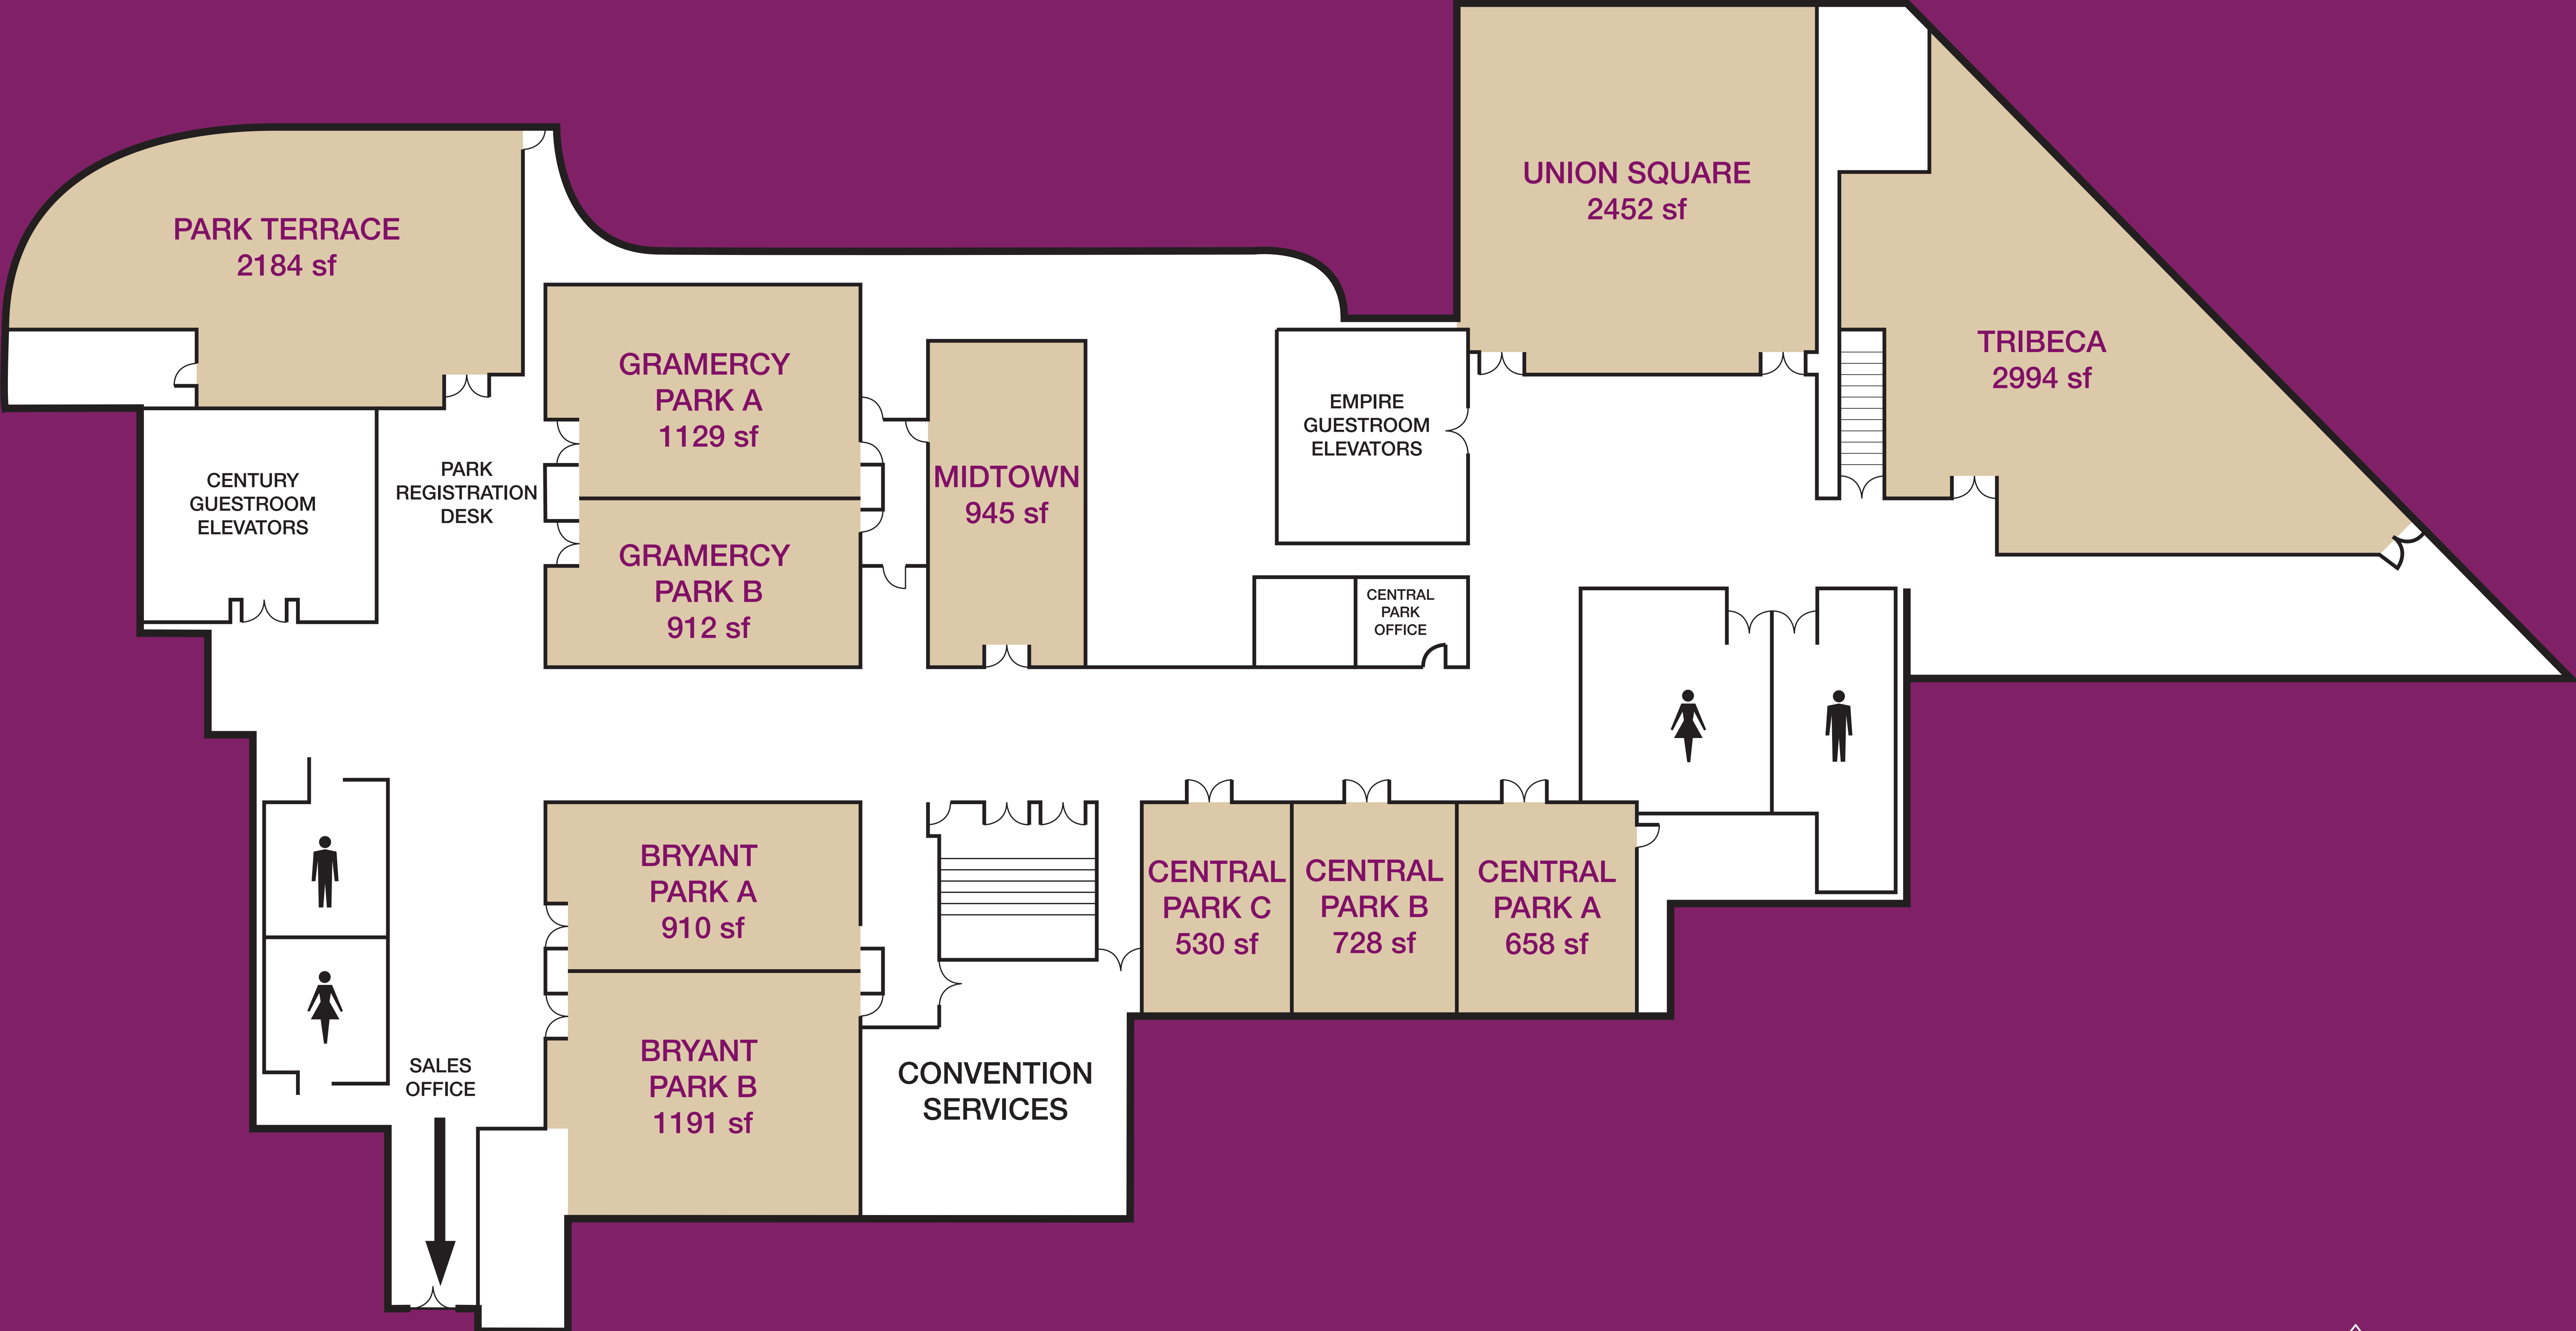 UNION SQUARE
2452 sf
PARK TERRACE
2184 sf
TRIBECA
2994 sf
GRAMERCY
PARK A
1129 sf
EMPIRE
GUESTROOM
ELEVATORS
CENTURY
GUESTROOM
ELEVATORS
PARK
REGISTRATION
DESK
MIDTOWN
945 sf
GRAMERCY
PARK B
912 sf
CENTRAL
PARK
OFFICE
BRYANT
PARK A
910 sf
CENTRAL
PARK C
530 sf
CENTRAL
PARK B
728 sf
CENTRAL
PARK A
658 sf
SALES
OFFICE
BRYANT
PARK B
1191 sf
CONVENTION
SERVICES